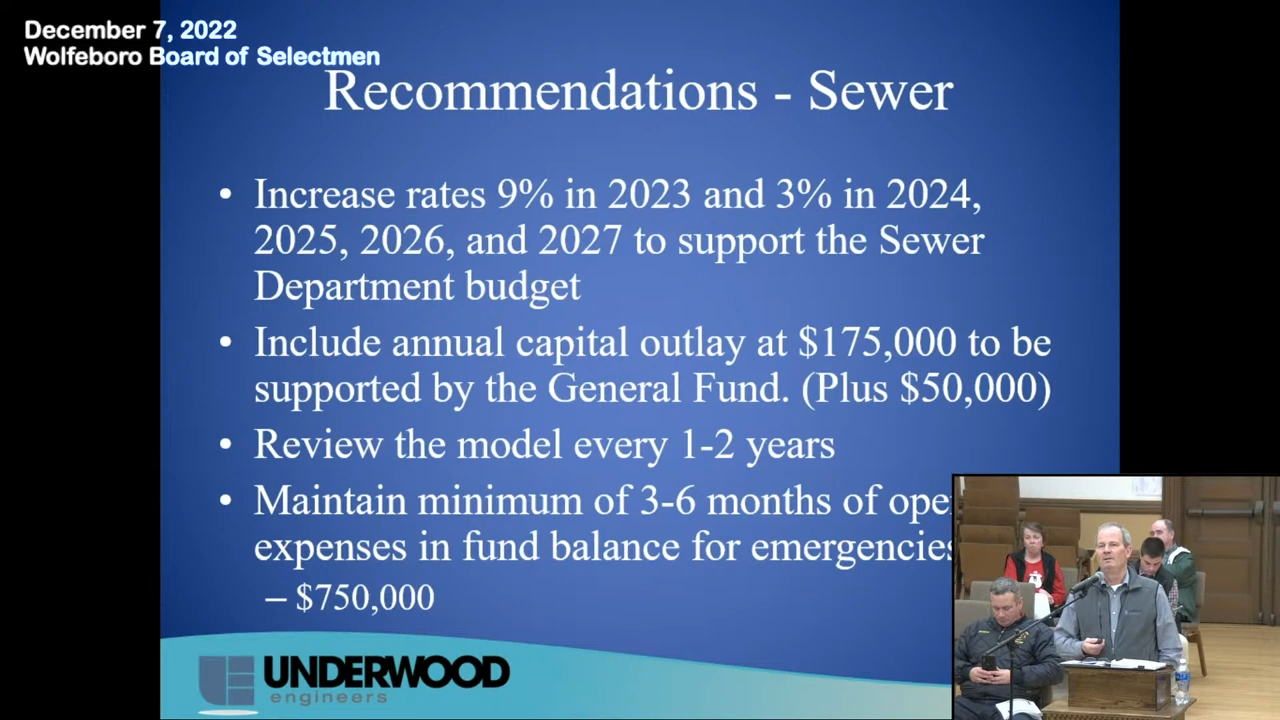 December 7, 2022
Wolfeboro Board of Selectmen
Recommendations - Sewer
• Increase rates 9% in 2023 and 3% in 2024,
2025, 2026, and 2027 to support the Sewer
Department budget
• Include annual capital outlay at $175,000 to be
supported by the General Fund. (Plus $50,000)
• Review the model every 1-2 years
• Maintain minimum of 3-6 months of ope
expenses in fund balance for emergencies
– $750,000
UNDERWOOD
engineers